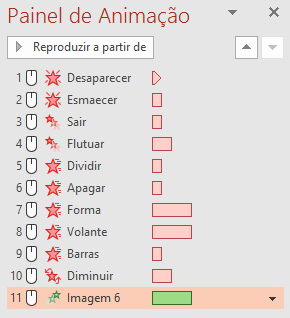 Painel de Animação
Reproduzir a partir de
1 Desaparecer
2 Esmaecer
3 Sair
4 Flutuar
5 Dividir
6 Apagar
7 Forma
8 Volante
9 Barras
10 Diminuir
11 Imagem 6